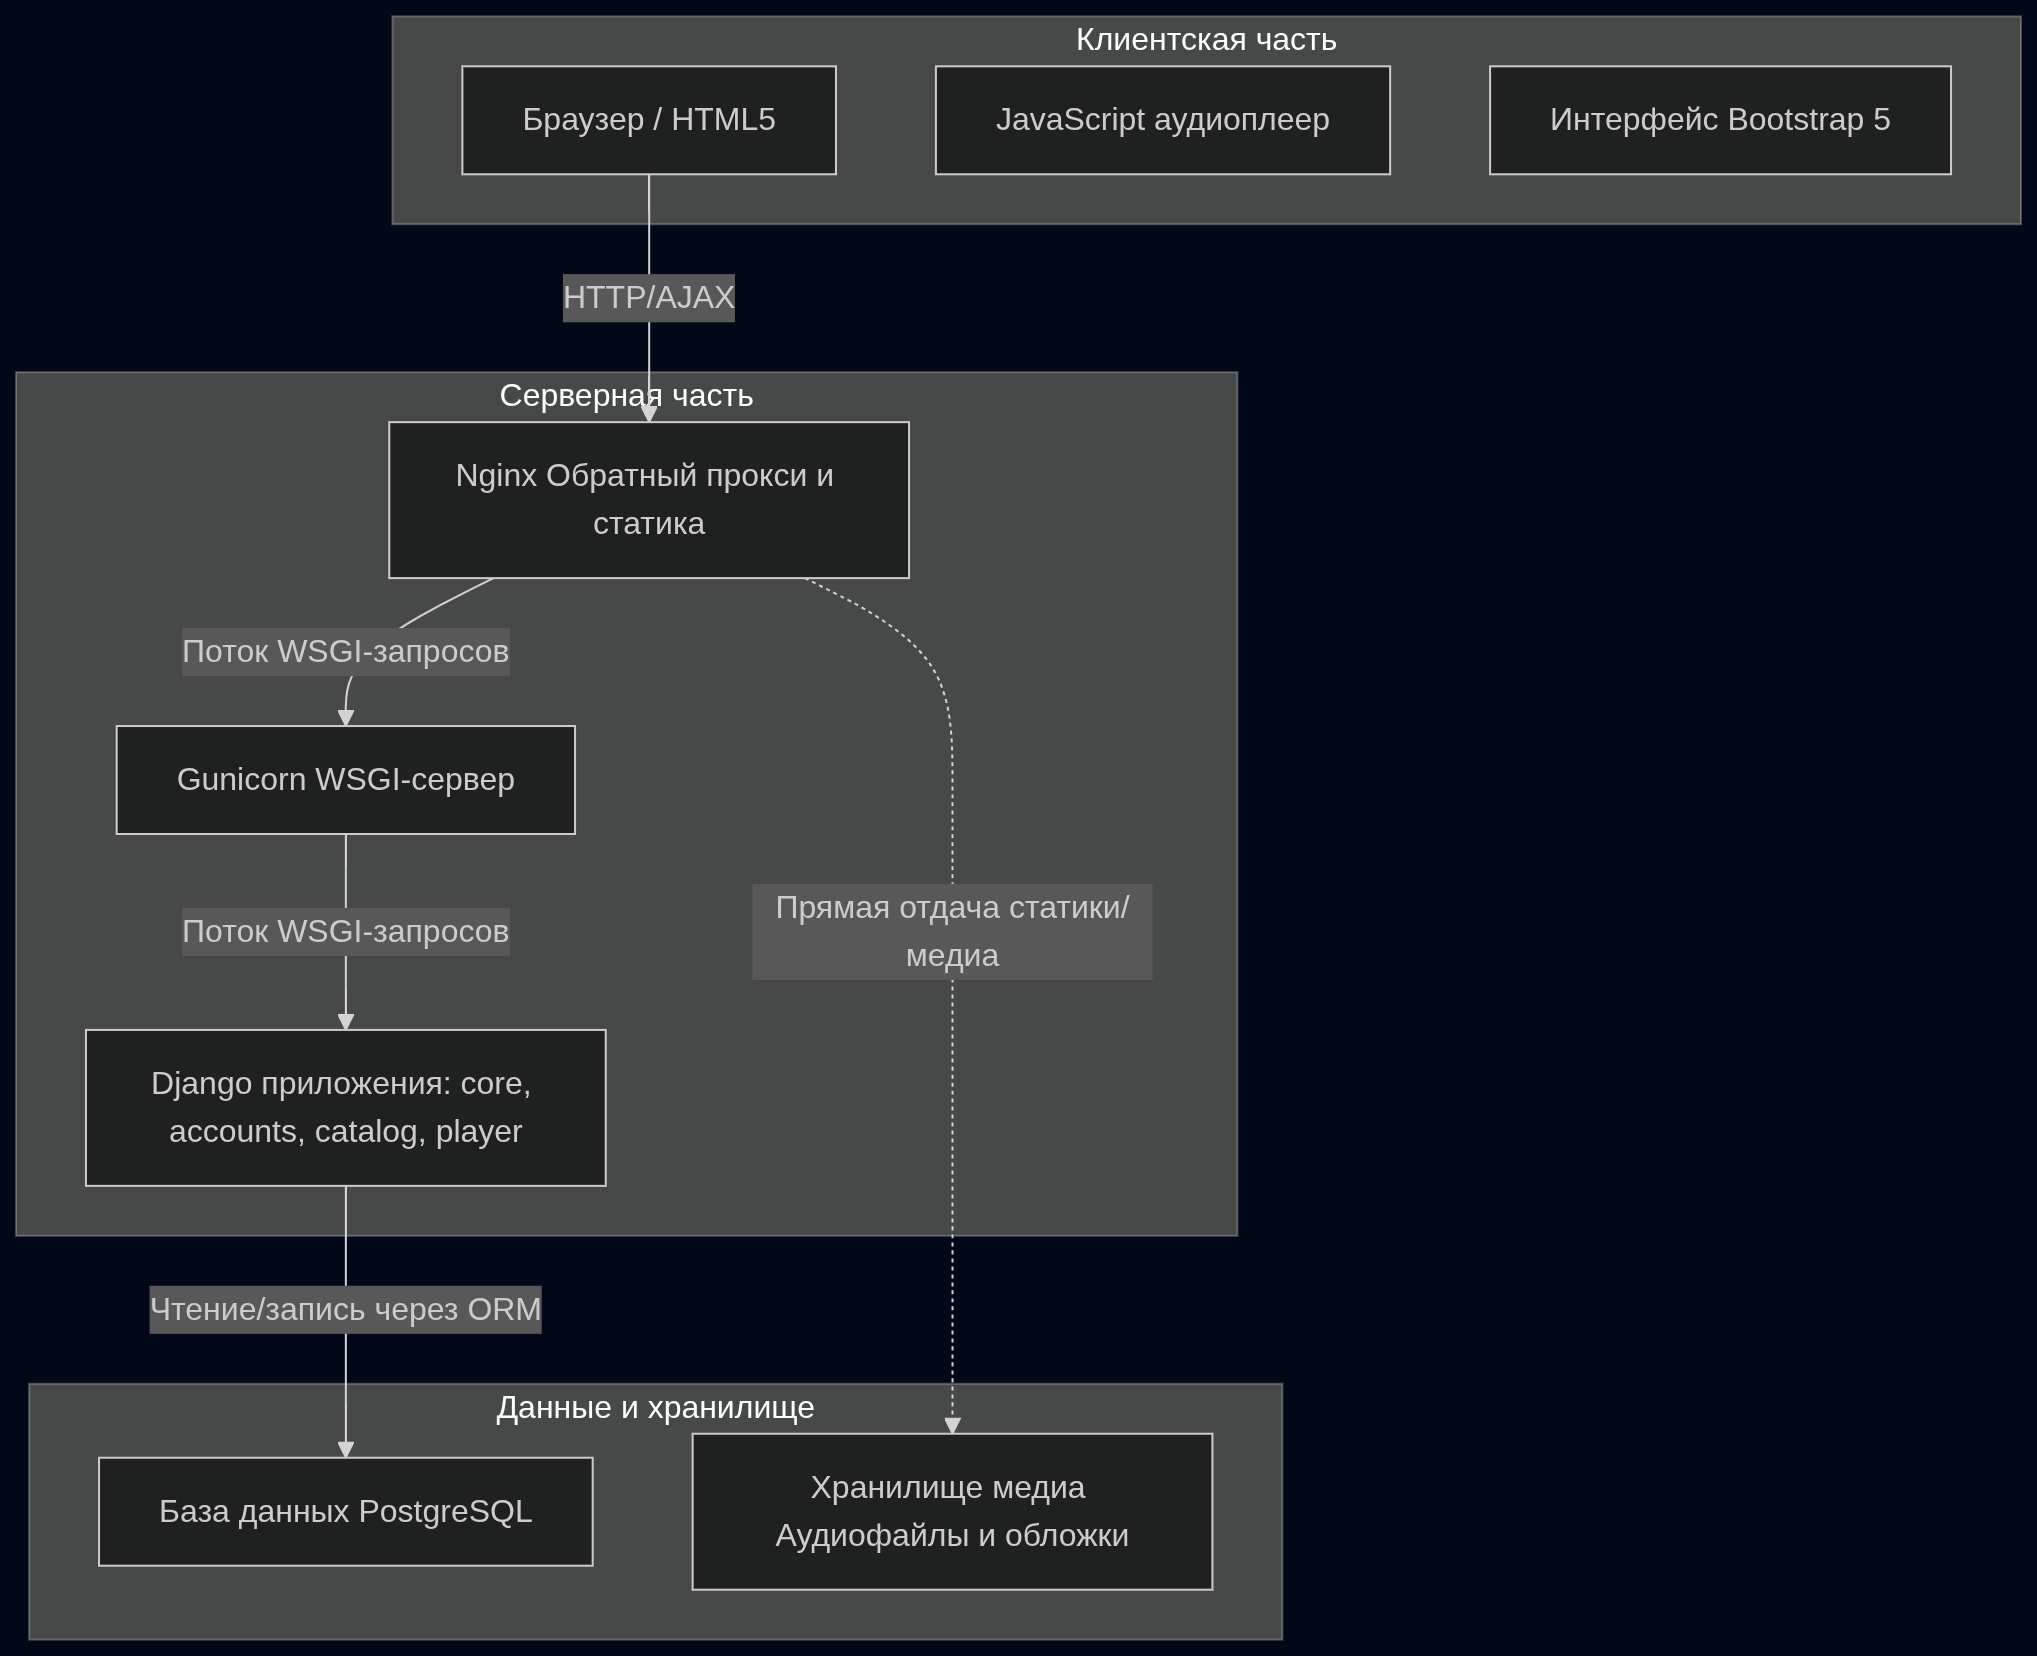 Клиентская часть
Браузер / HTML5
JavaScript аудиоплеер
Интерфейс Bootstrap 5
HTTP/AJAX
Серверная часть
Nginx Обратный прокси и
статика
Поток WSGI-запросов
Gunicorn WSGI-сервер
Поток WSGI-запросов
Прямая отдача статики/
медиа
Django приложения: core,
accounts, catalog, player
Чтение/запись через ORM
Данные и хранилище
База данных PostgreSQL
Хранилище медиа
Аудиофайлы и обложки